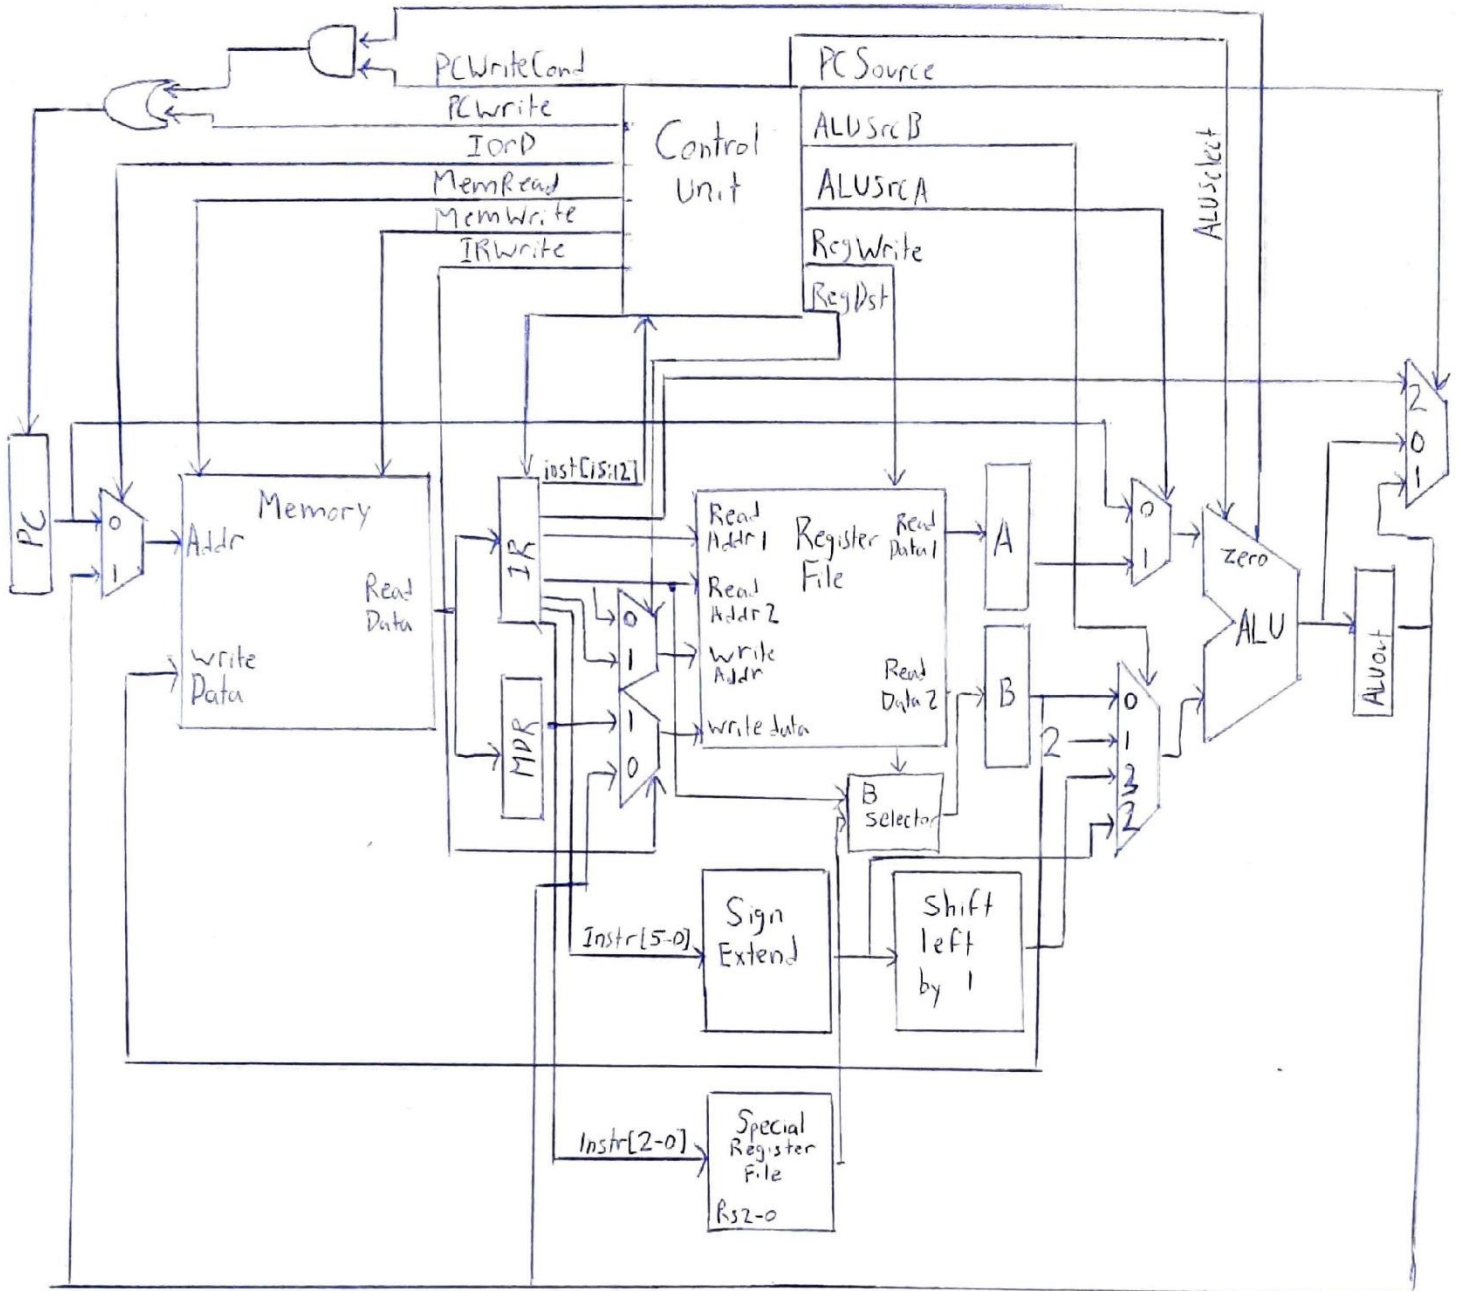 PCWriteCond
PCWrite
IorD
MemRead
MemWrite
IRWrite
Control
Unit
PCSource
ALUSrcB
ALUSrcA
RegWrite
RegDst
ALUSelect
PC
0
1
Memory
Addr
Read
Data
Write
Data
inst[15:12]
IR
MDR
0
1
1
0
Read
Addr1
Read
Addr2
Write
Addr
write data
Register
File
Read
Data1
Read
Data2
A
B
B
Selector
0
1
2
0
1
3
2
zero
ALU
ALUout
2
0
1
Instr[5-0]
Sign
Extend
Shift
left
by 1
Instr[2-0]
Special
Register
File
Rs2-0